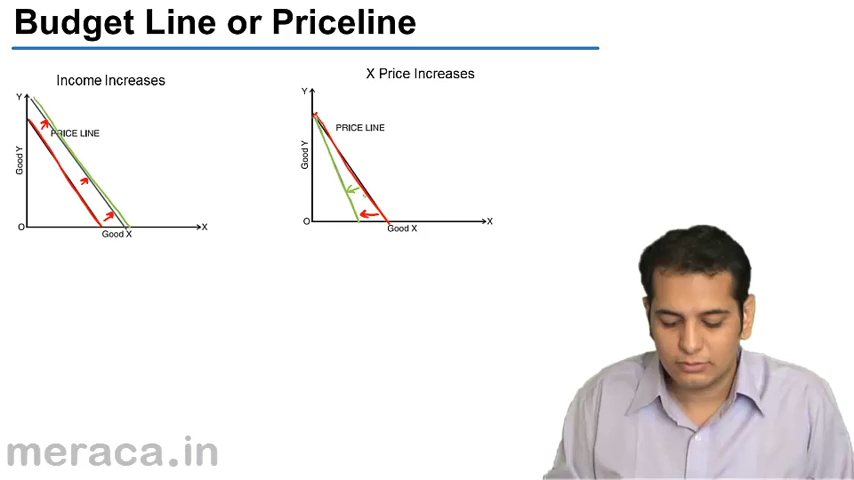 Budget Line or Priceline
Income Increases
Y
PRICE LINE
Good Y
O
Good X
X
X Price Increases
Y
PRICE LINE
Good Y
O
Good X
X
meraca.in